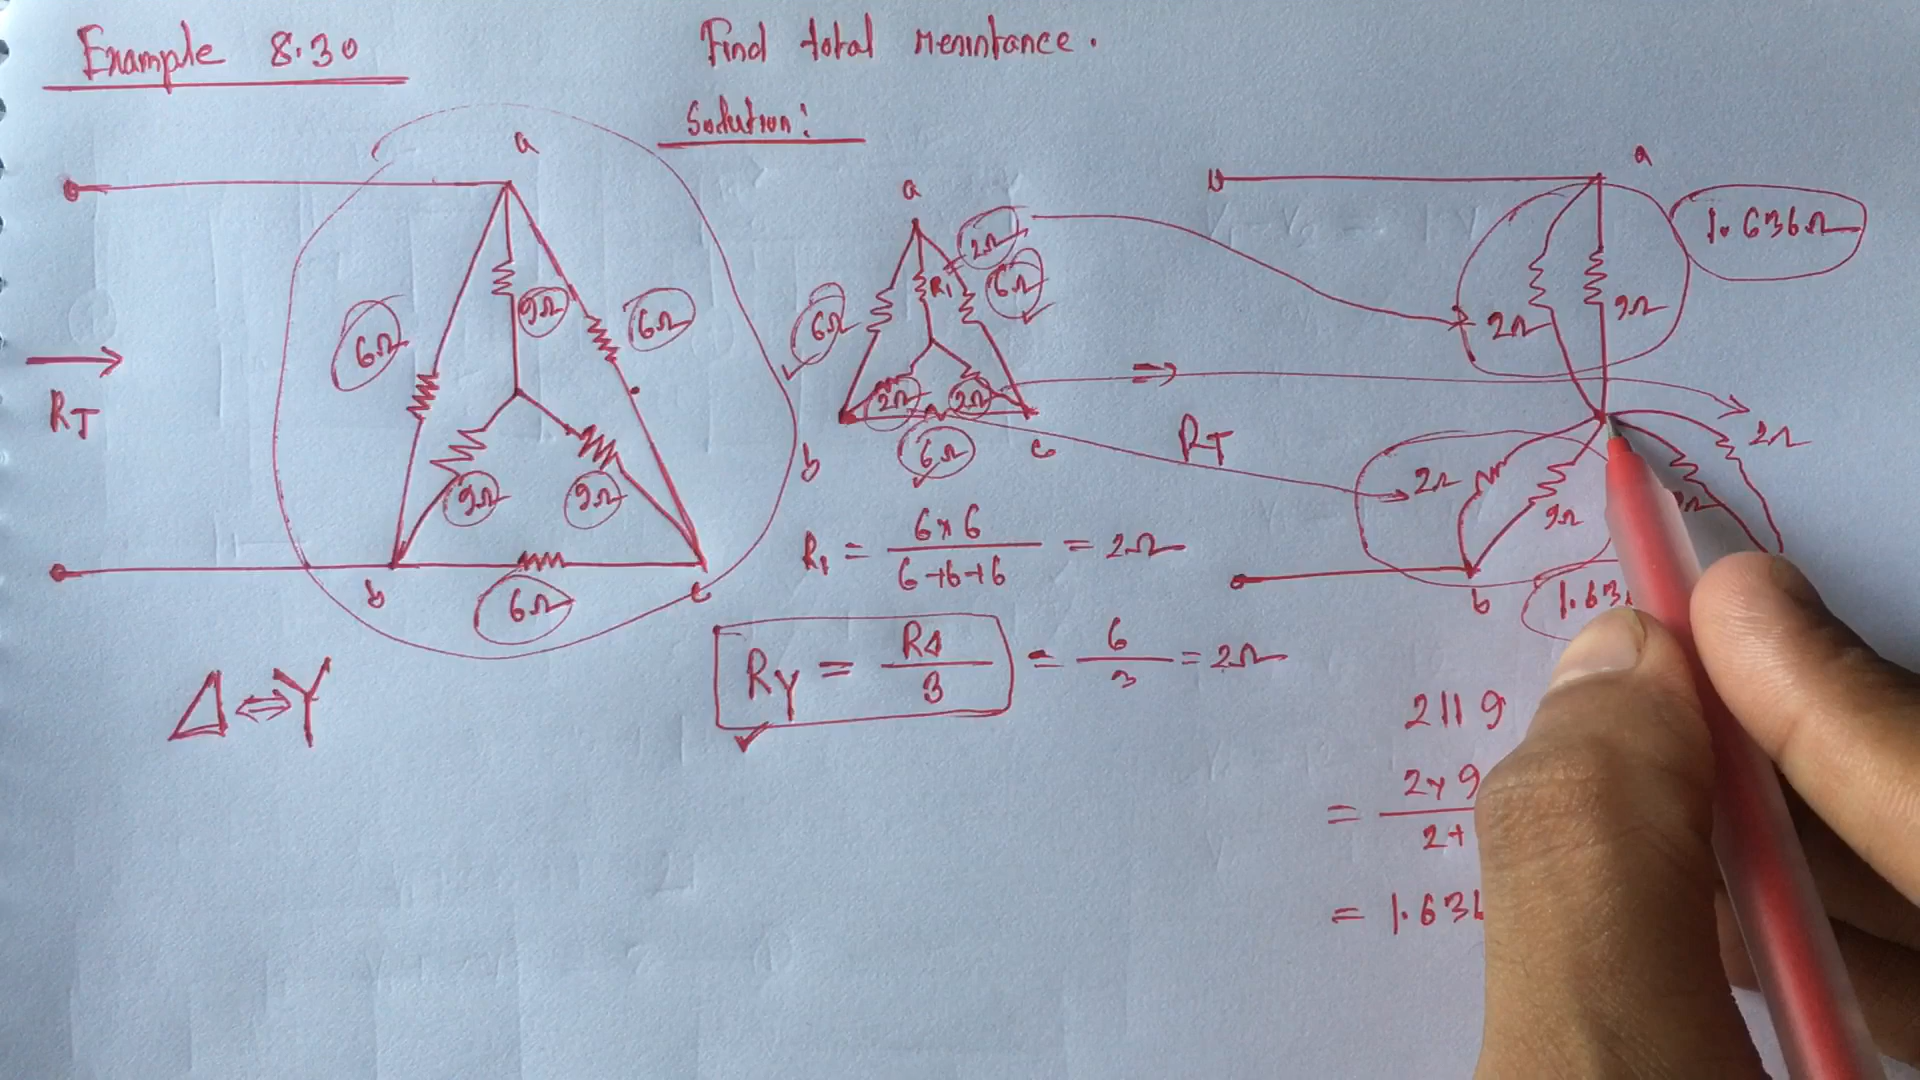 Example 8.30
Find total resistance.
Solution:
a
6Ω
9Ω
6Ω
RT
9Ω
9Ω
b
6Ω
c
Δ⇔Y
a
2Ω
R1
6Ω
6Ω
2Ω
2Ω
6Ω
b
c
R1 = 6×6 / 6+6+6 = 2Ω
RY = RΔ / 3 = 6 / 3 = 2Ω
a
1.636Ω
2Ω
9Ω
RT
2Ω
2Ω
9Ω
b
1.63
2||9
= 2×9 / 2+
= 1.63